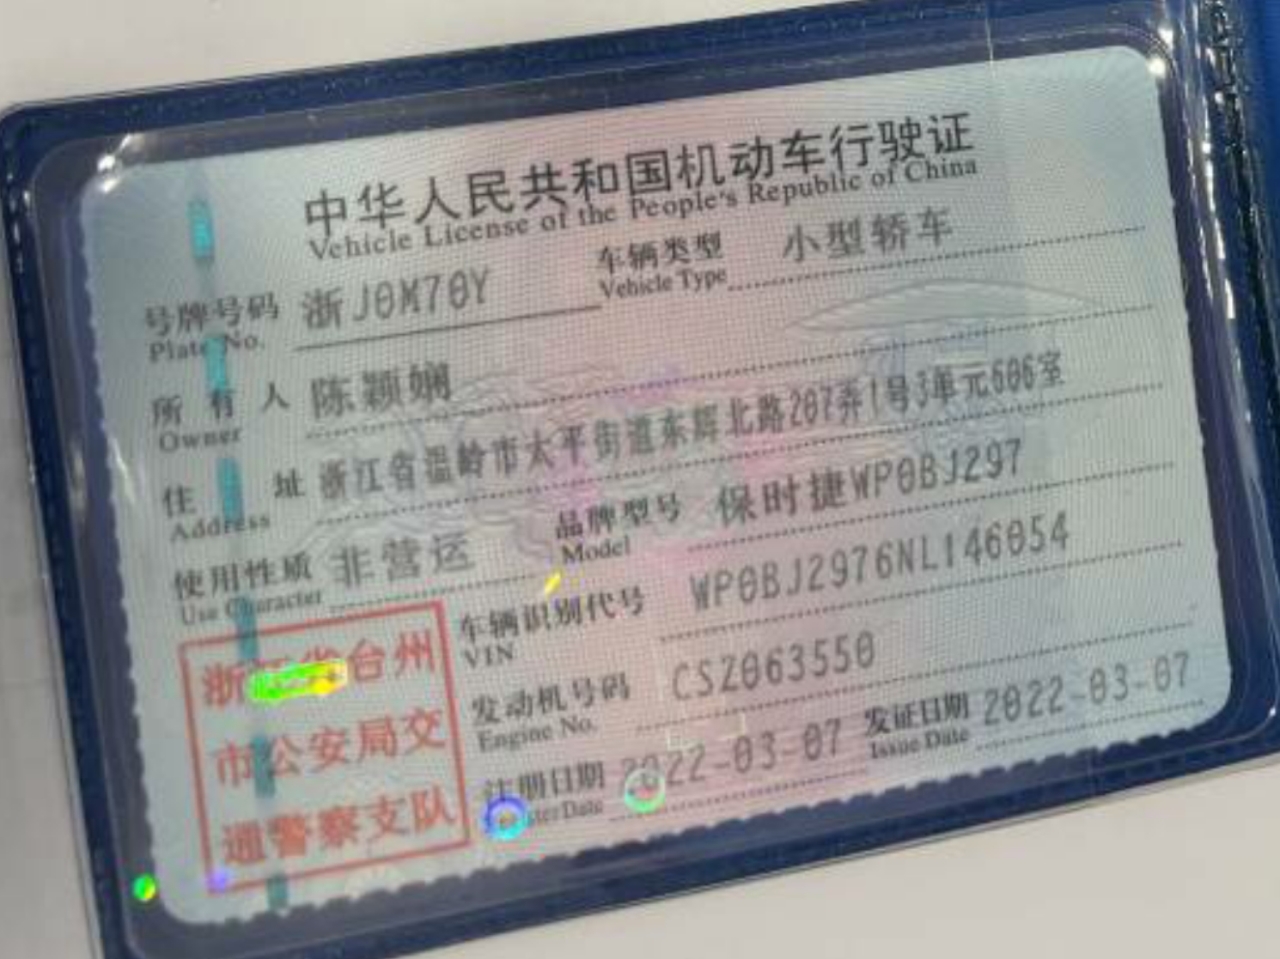 中华人民共和国机动车行驶证
Vehicle License of the People's Republic of China
号牌号码 浙J0M70Y 车辆类型 小型轿车
Plate No. Vehicle Type
所有人 陈颖娴
Owner
住址 浙江省温岭市太平街道东辉北路207弄1号3单元606室
Address
使用性质 非营运 品牌型号 保时捷WP0BJ297
Use Character Model
车辆识别代号 WP0BJ2976NL146054
VIN
发动机号码 CSZ063550
Engine No.
注册日期 2022-03-07 发证日期 2022-03-07
Issue Date
浙江省台州
市公安局交
通警察支队